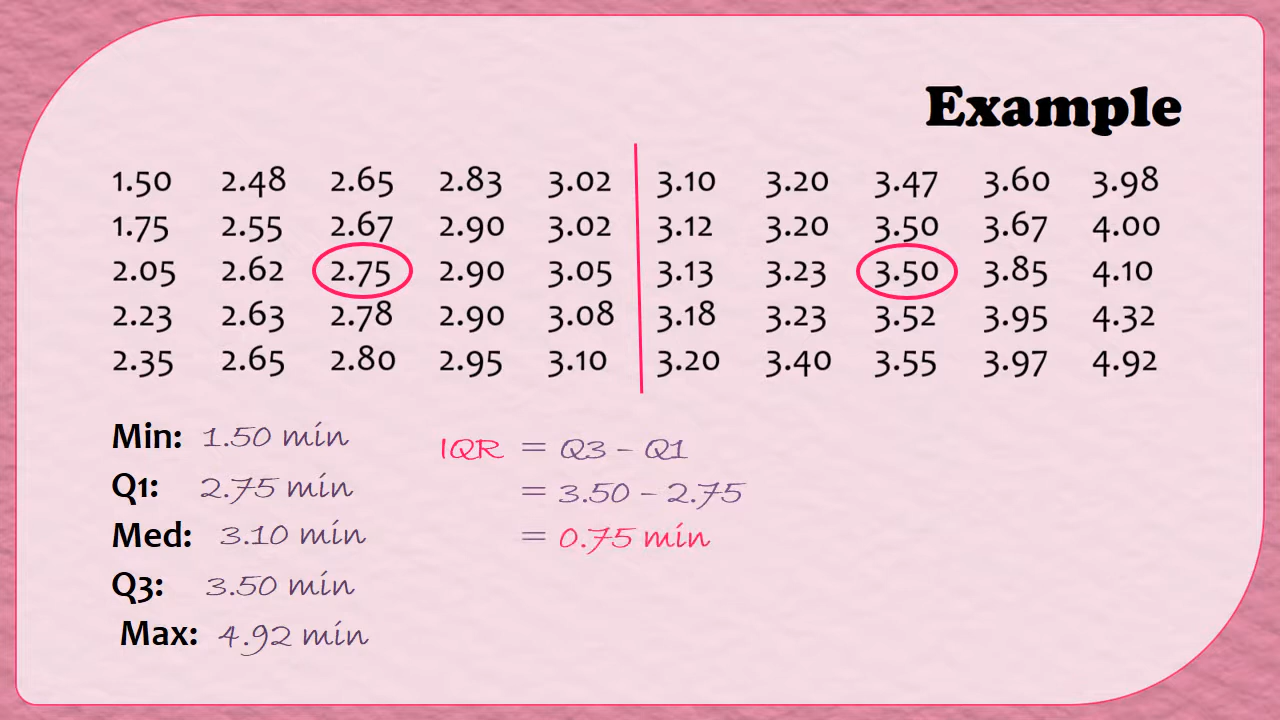 Example
1.50 2.48 2.65 2.83 3.02 3.10 3.20 3.47 3.60 3.98
1.75 2.55 2.67 2.90 3.02 3.12 3.20 3.50 3.67 4.00
2.05 2.62 2.75 2.90 3.05 3.13 3.23 3.50 3.85 4.10
2.23 2.63 2.78 2.90 3.08 3.18 3.23 3.52 3.95 4.32
2.35 2.65 2.80 2.95 3.10 3.20 3.40 3.55 3.97 4.92
Min: 1.50 min
Q1: 2.75 min
Med: 3.10 min
Q3: 3.50 min
Max: 4.92 min
IQR = Q3 – Q1
= 3.50 – 2.75
= 0.75 min